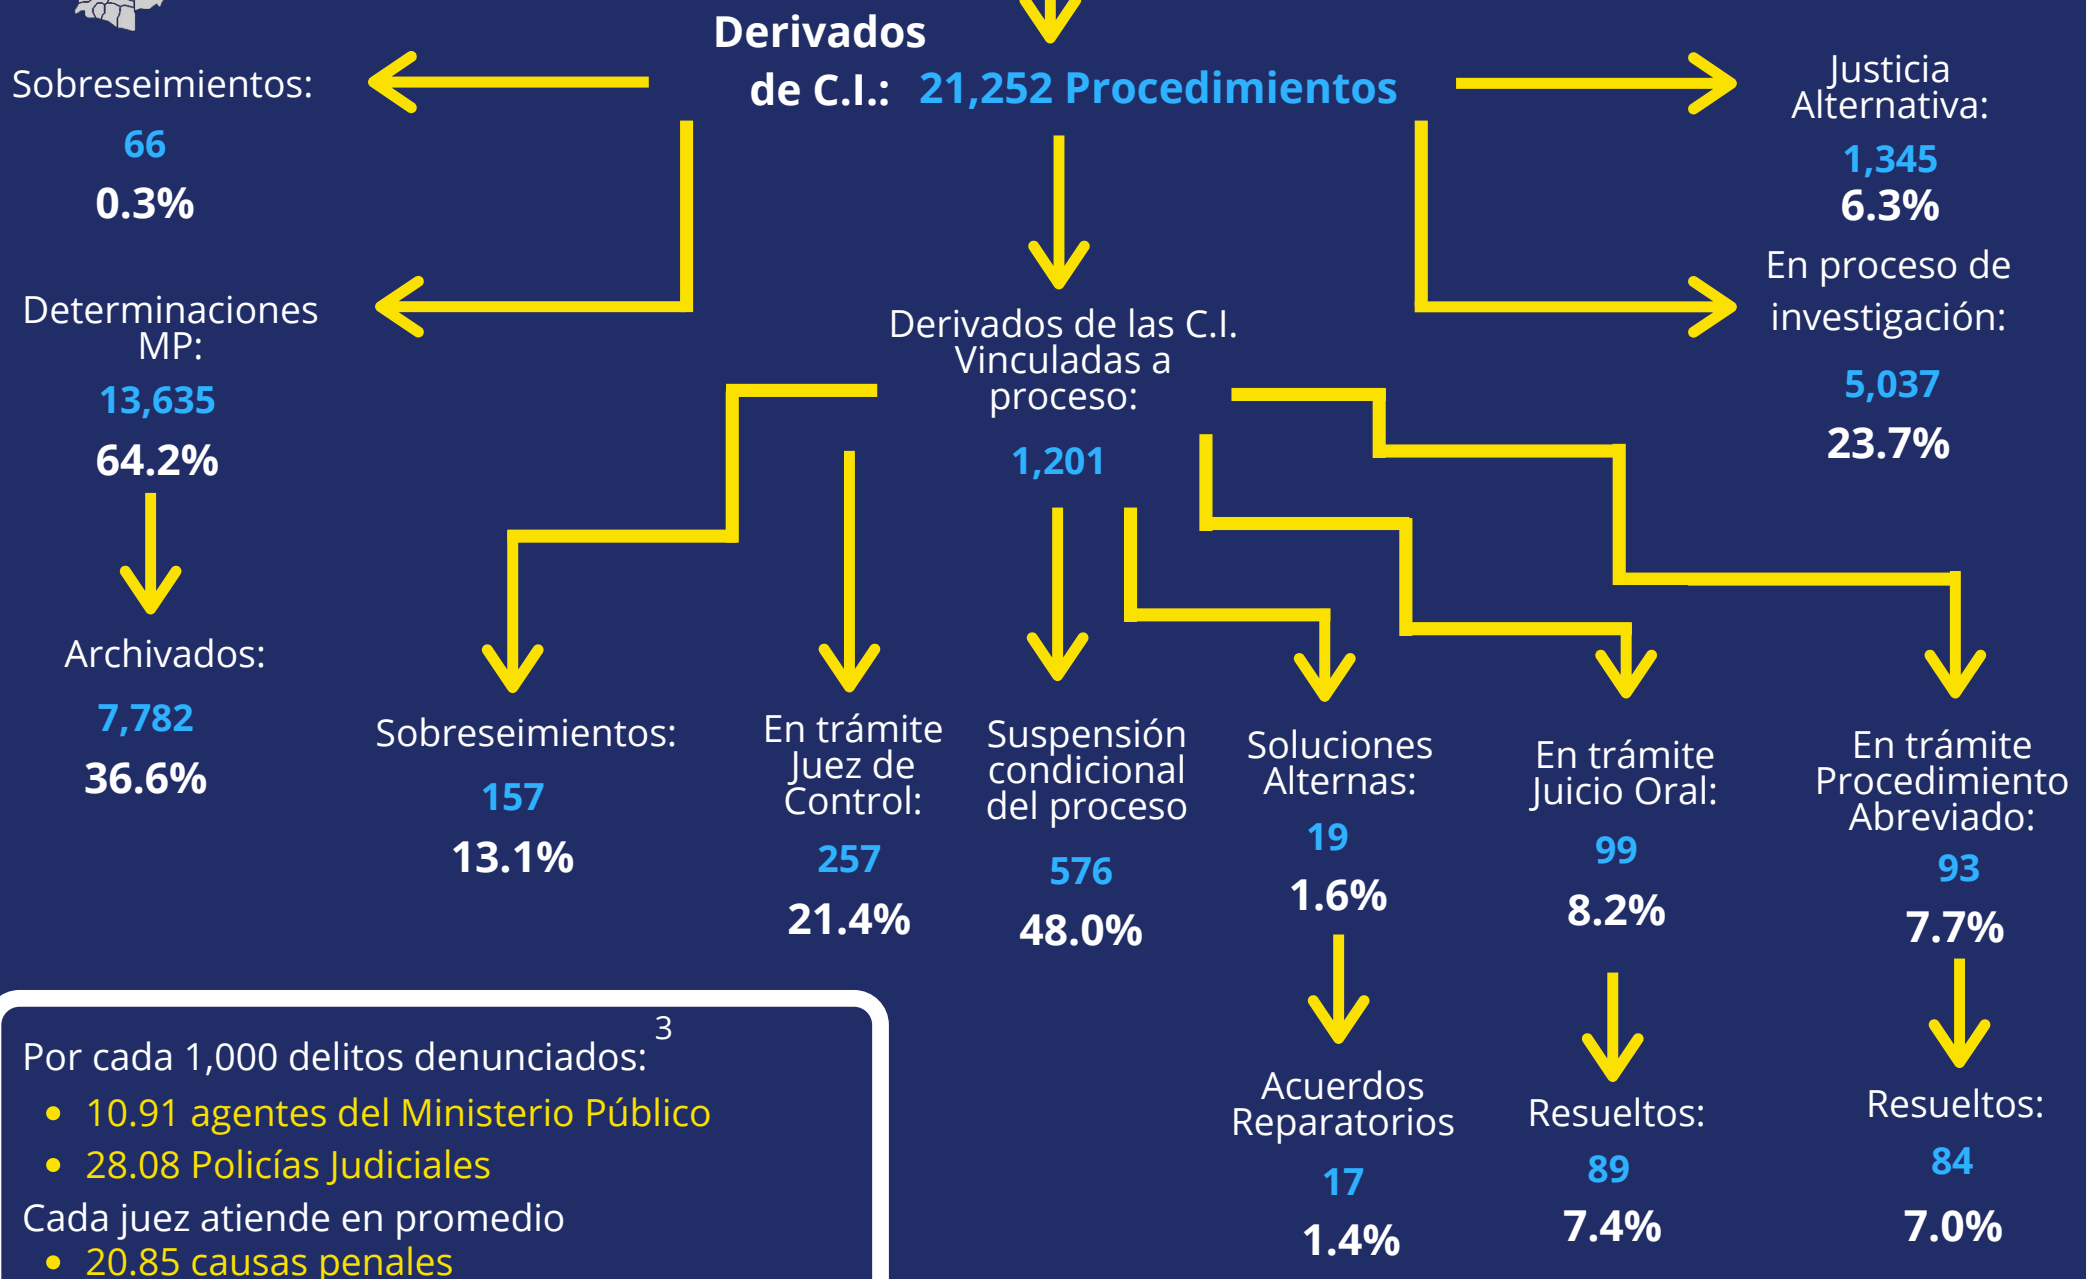 Derivados
de C.I.: 21,252 Procedimientos
Sobreseimientos:
66
0.3%
Justicia
Alternativa:
1,345
6.3%
Determinaciones
MP:
13,635
64.2%
En proceso de
investigación:
5,037
23.7%
Derivados de las C.I.
Vinculadas a
proceso:
1,201
Archivados:
7,782
36.6%
Sobreseimientos:
157
13.1%
En trámite
Juez de
Control:
257
21.4%
Suspensión
condicional
del proceso
576
48.0%
Soluciones
Alternas:
19
1.6%
En trámite
Juicio Oral:
99
8.2%
En trámite
Procedimiento
Abreviado:
93
7.7%
Acuerdos
Reparatorios
17
1.4%
Resueltos:
89
7.4%
Resueltos:
84
7.0%
Por cada 1,000 delitos denunciados: 3
• 10.91 agentes del Ministerio Público
• 28.08 Policías Judiciales
Cada juez atiende en promedio
• 20.85 causas penales